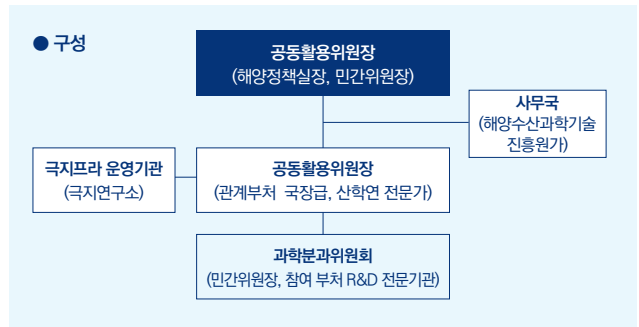 ● 구성
공동활용위원장
(해양정책실장, 민간위원장)
사무국
(해양수산과학기술
진흥원가)
극지프라 운영기관
(극지연구소)
공동활용위원장
(관계부처 국장급, 산학연 전문가)
과학분과위원회
(민간위원장, 참여 부처 R&D 전문기관)